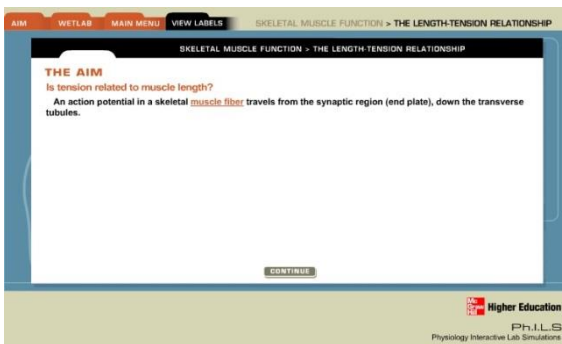 AIM WETLAB MAIN MENU VIEW LABELS SKELETAL MUSCLE FUNCTION > THE LENGTH-TENSION RELATIONSHIP
SKELETAL MUSCLE FUNCTION > THE LENGTH-TENSION RELATIONSHIP
THE AIM
Is tension related to muscle length?
An action potential in a skeletal muscle fiber travels from the synaptic region (end plate), down the transverse
tubules.
CONTINUE
Higher Education
Ph.I.L.S
Physiology Interactive Lab Simulations